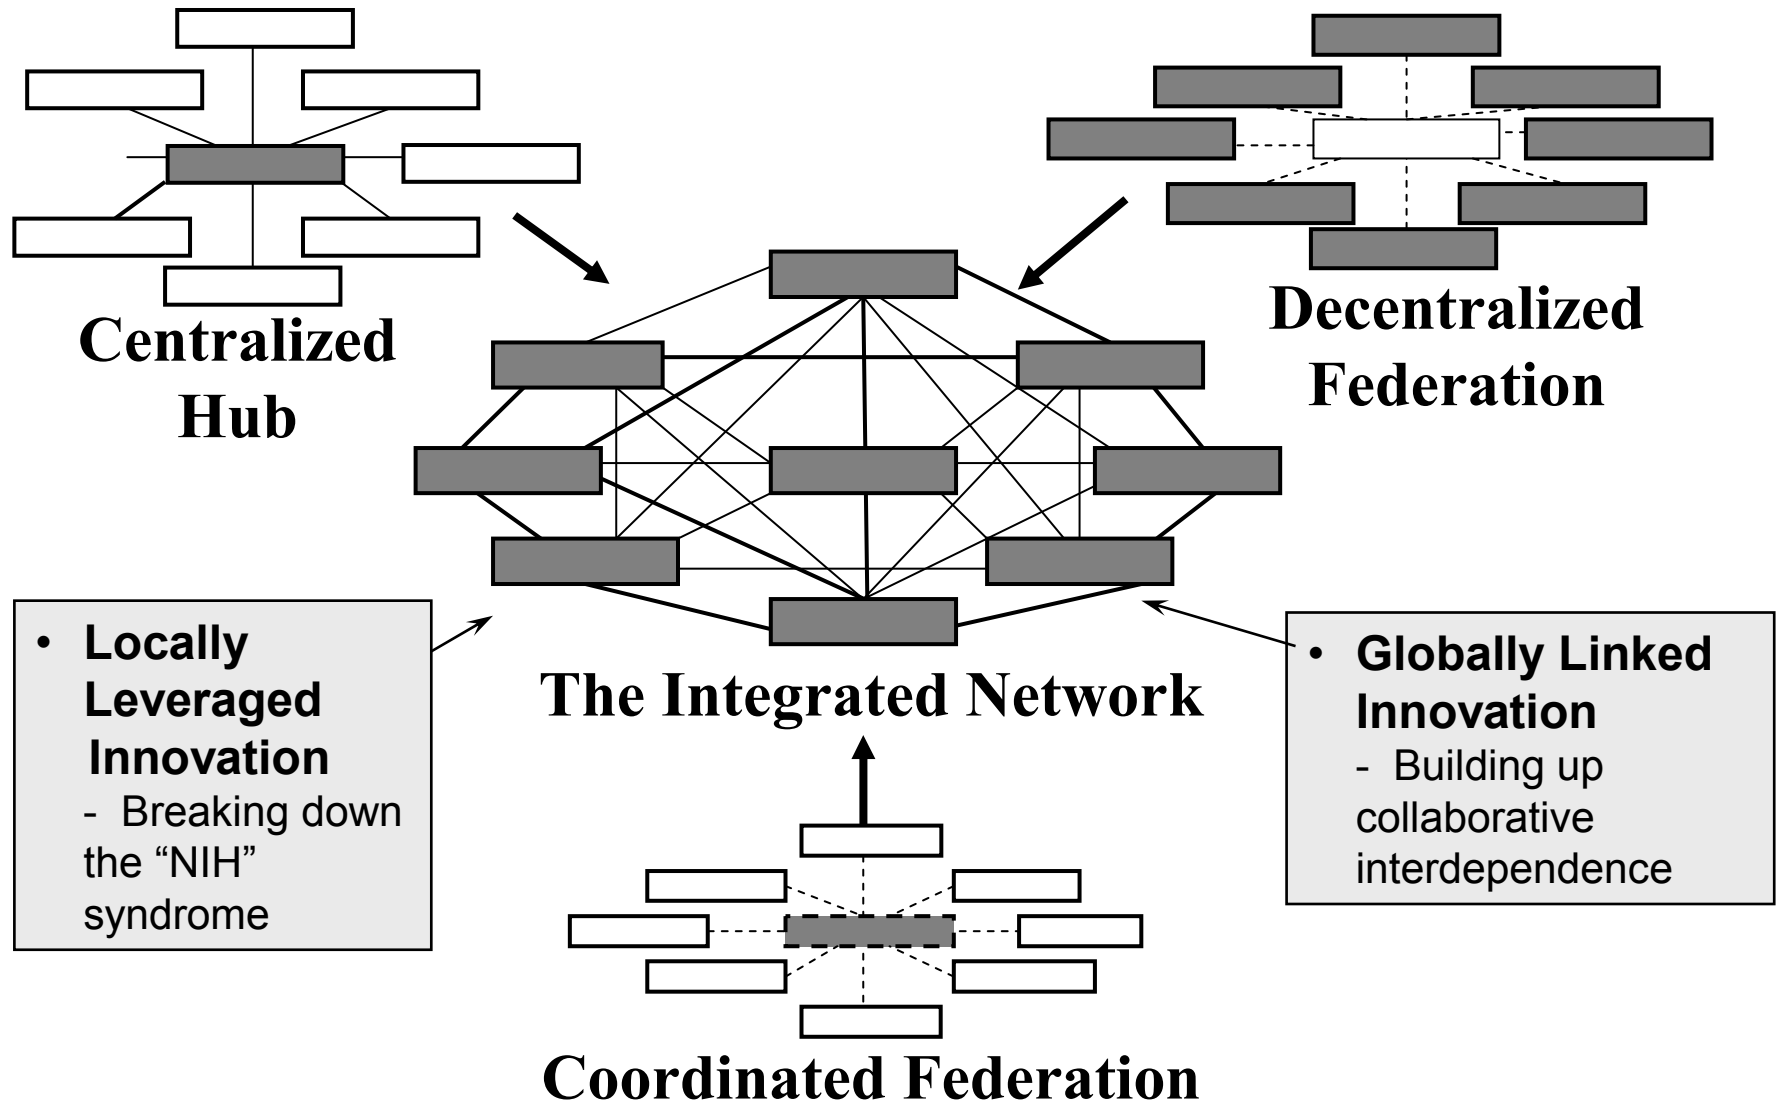 Centralized
Hub
Decentralized
Federation
The Integrated Network
• Locally
Leveraged
Innovation
- Breaking down
the “NIH”
syndrome
• Globally Linked
Innovation
- Building up
collaborative
interdependence
Coordinated Federation